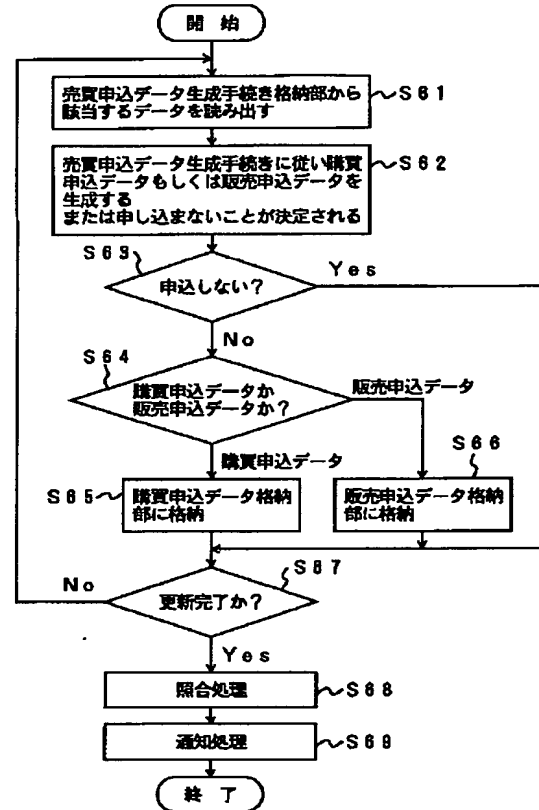 開始
売買申込データ生成手続き格納部から
該当するデータを読み出す
S61
売買申込データ生成手続きに従い購買
申込データもしくは販売申込データを
生成する
または申し込まないことが決定される
S62
S63
申込しない?
Yes
No
S64
購買申込データか
販売申込データか?
販売申込データ
購買申込データ
S65
購買申込データ格納
部に格納
S66
販売申込データ格納
部に格納
S67
No
更新完了か?
Yes
照合処理
S68
通知処理
S69
終了